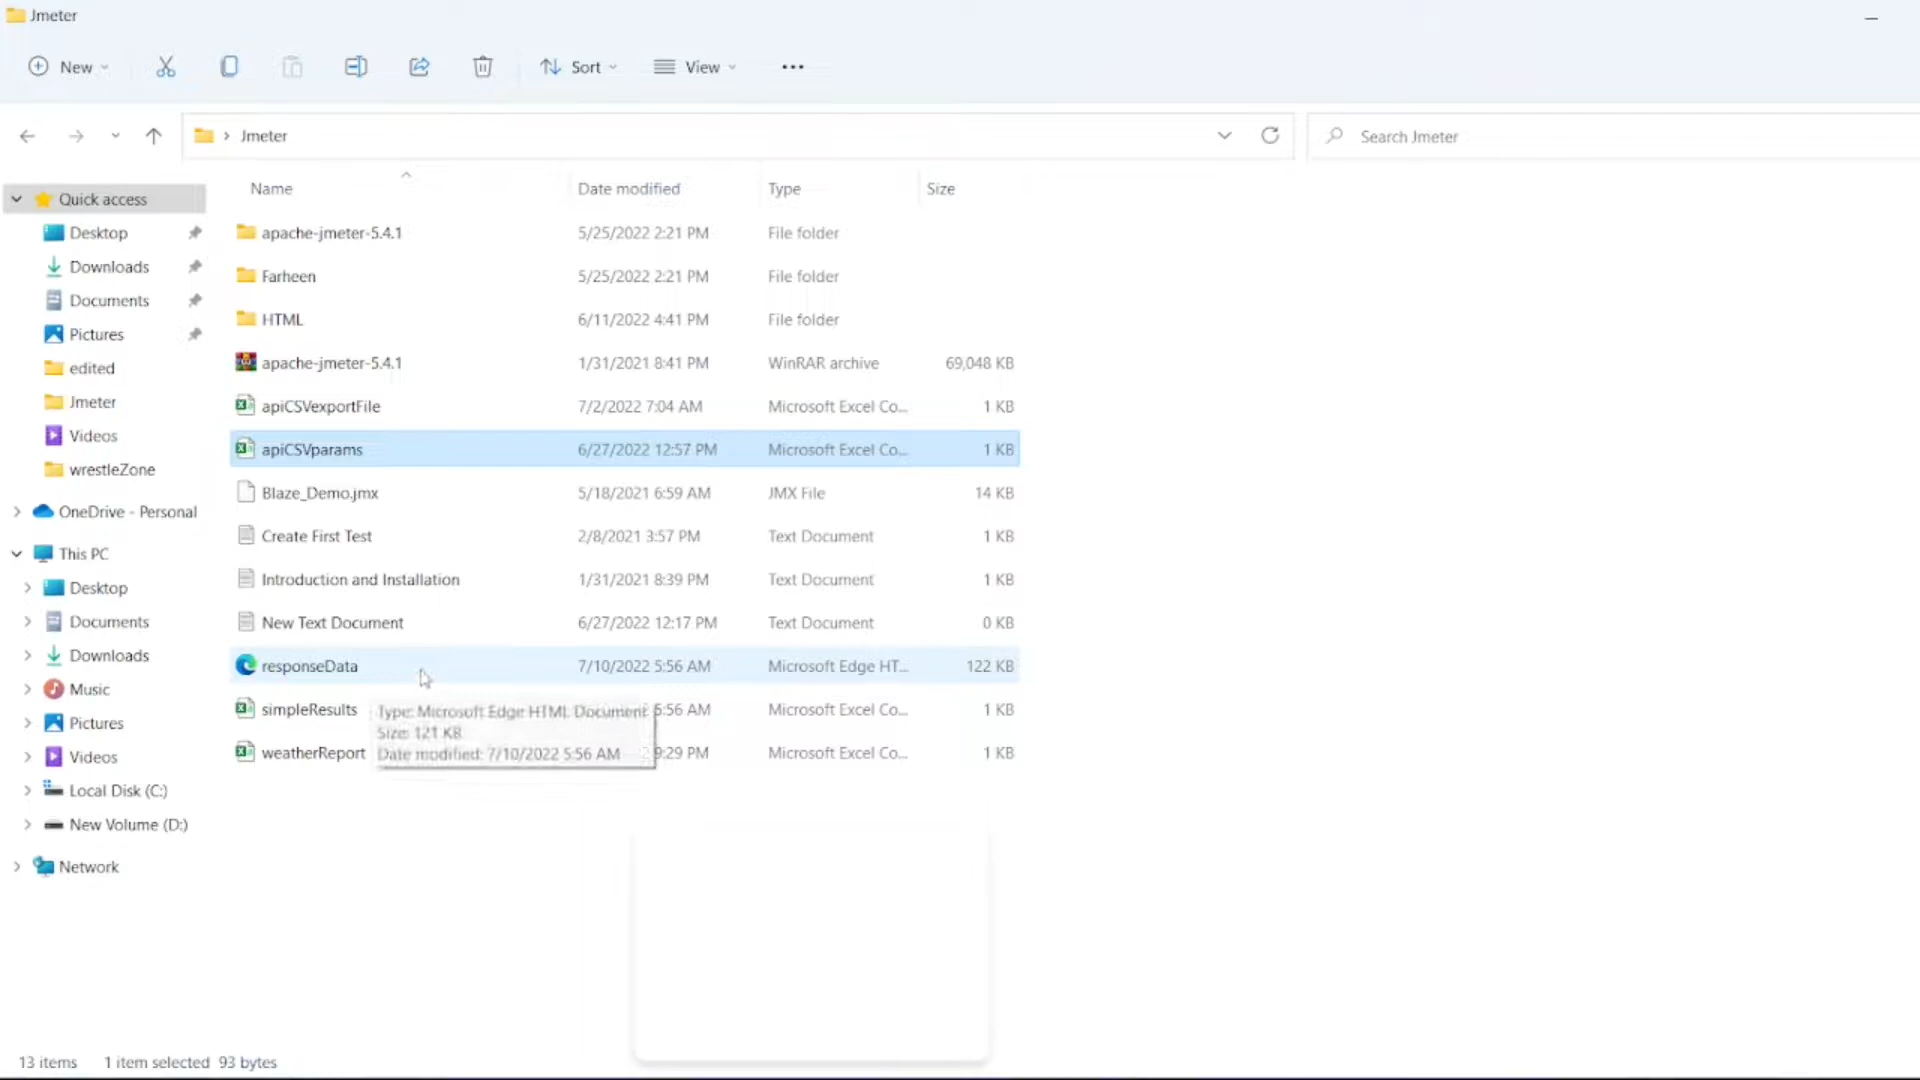 Jmeter
New
Sort
View
Jmeter
Search Jmeter
Name Date modified Type Size
Quick access
Desktop
Downloads
Documents
Pictures
edited
Jmeter
Videos
wrestleZone
OneDrive - Personal
This PC
Desktop
Documents
Downloads
Music
Pictures
Videos
Local Disk (C:)
New Volume (D:)
Network
apache-jmeter-5.4.1 5/25/2022 2:21 PM File folder
Farheen 5/25/2022 2:21 PM File folder
HTML 6/11/2022 4:41 PM File folder
apache-jmeter-5.4.1 1/31/2021 8:41 PM WinRAR archive 69,048 KB
apiCSVexportFile 7/2/2022 7:04 AM Microsoft Excel Co... 1 KB
apiCSVparams 6/27/2022 12:57 PM Microsoft Excel Co... 1 KB
Blaze_Demo.jmx 5/18/2021 6:59 AM JMX File 14 KB
Create First Test 2/8/2021 3:57 PM Text Document 1 KB
Introduction and Installation 1/31/2021 8:39 PM Text Document 1 KB
New Text Document 6/27/2022 12:17 PM Text Document 0 KB
responseData 7/10/2022 5:56 AM Microsoft Edge HT... 122 KB
simpleResults 5:56 AM Microsoft Excel Co... 1 KB
weatherReport 9:29 PM Microsoft Excel Co... 1 KB
Type: Microsoft Edge HTML Document
Size: 121 KB
Date modified: 7/10/2022 5:56 AM
13 items 1 item selected 93 bytes